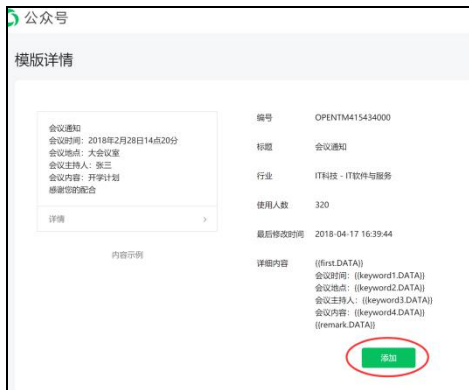 公众号
模版详情
会议通知
会议时间：2018年2月28日14点20分
会议地点：大会议室
会议主持人：张三
会议内容：开学计划
感谢您的配合
详情
内容示例
编号 OPENTM415434000
标题 会议通知
行业 IT科技 - IT软件与服务
使用人数 320
最后修改时间 2018-04-17 16:39:44
详细内容 {{first.DATA}}
会议时间：{{keyword1.DATA}}
会议地点：{{keyword2.DATA}}
会议主持人：{{keyword3.DATA}}
会议内容：{{keyword4.DATA}}
{{remark.DATA}}
添加